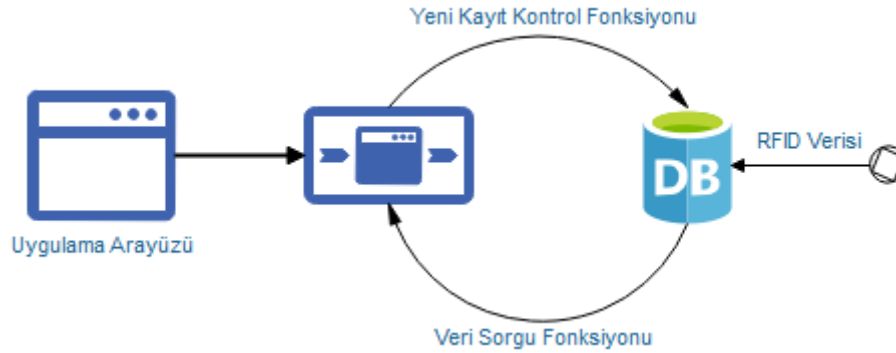 Yeni Kayıt Kontrol Fonksiyonu
RFID Verisi
DB
Uygulama Arayüzü
Veri Sorgu Fonksiyonu